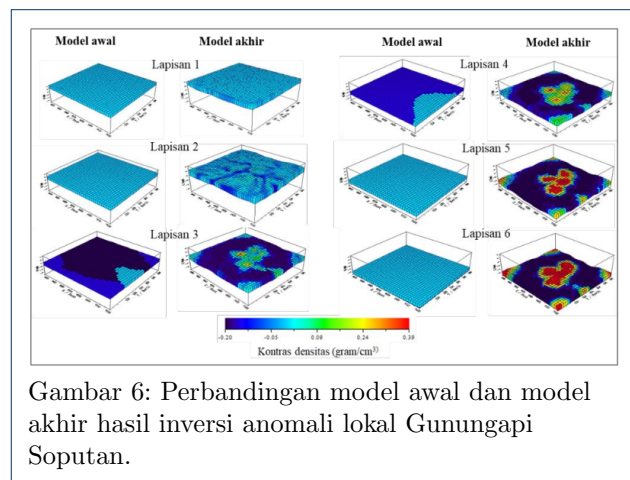 Model awal Model akhir Model awal Model akhir
Lapisan 1 Lapisan 4
Lapisan 2 Lapisan 5
Lapisan 3 Lapisan 6
-0.20 -0.05 0.09 0.24 0.39
Kontras densitas (gram/cm³)
Gambar 6: Perbandingan model awal dan model
akhir hasil inversi anomali lokal Gunungapi
Soputan.